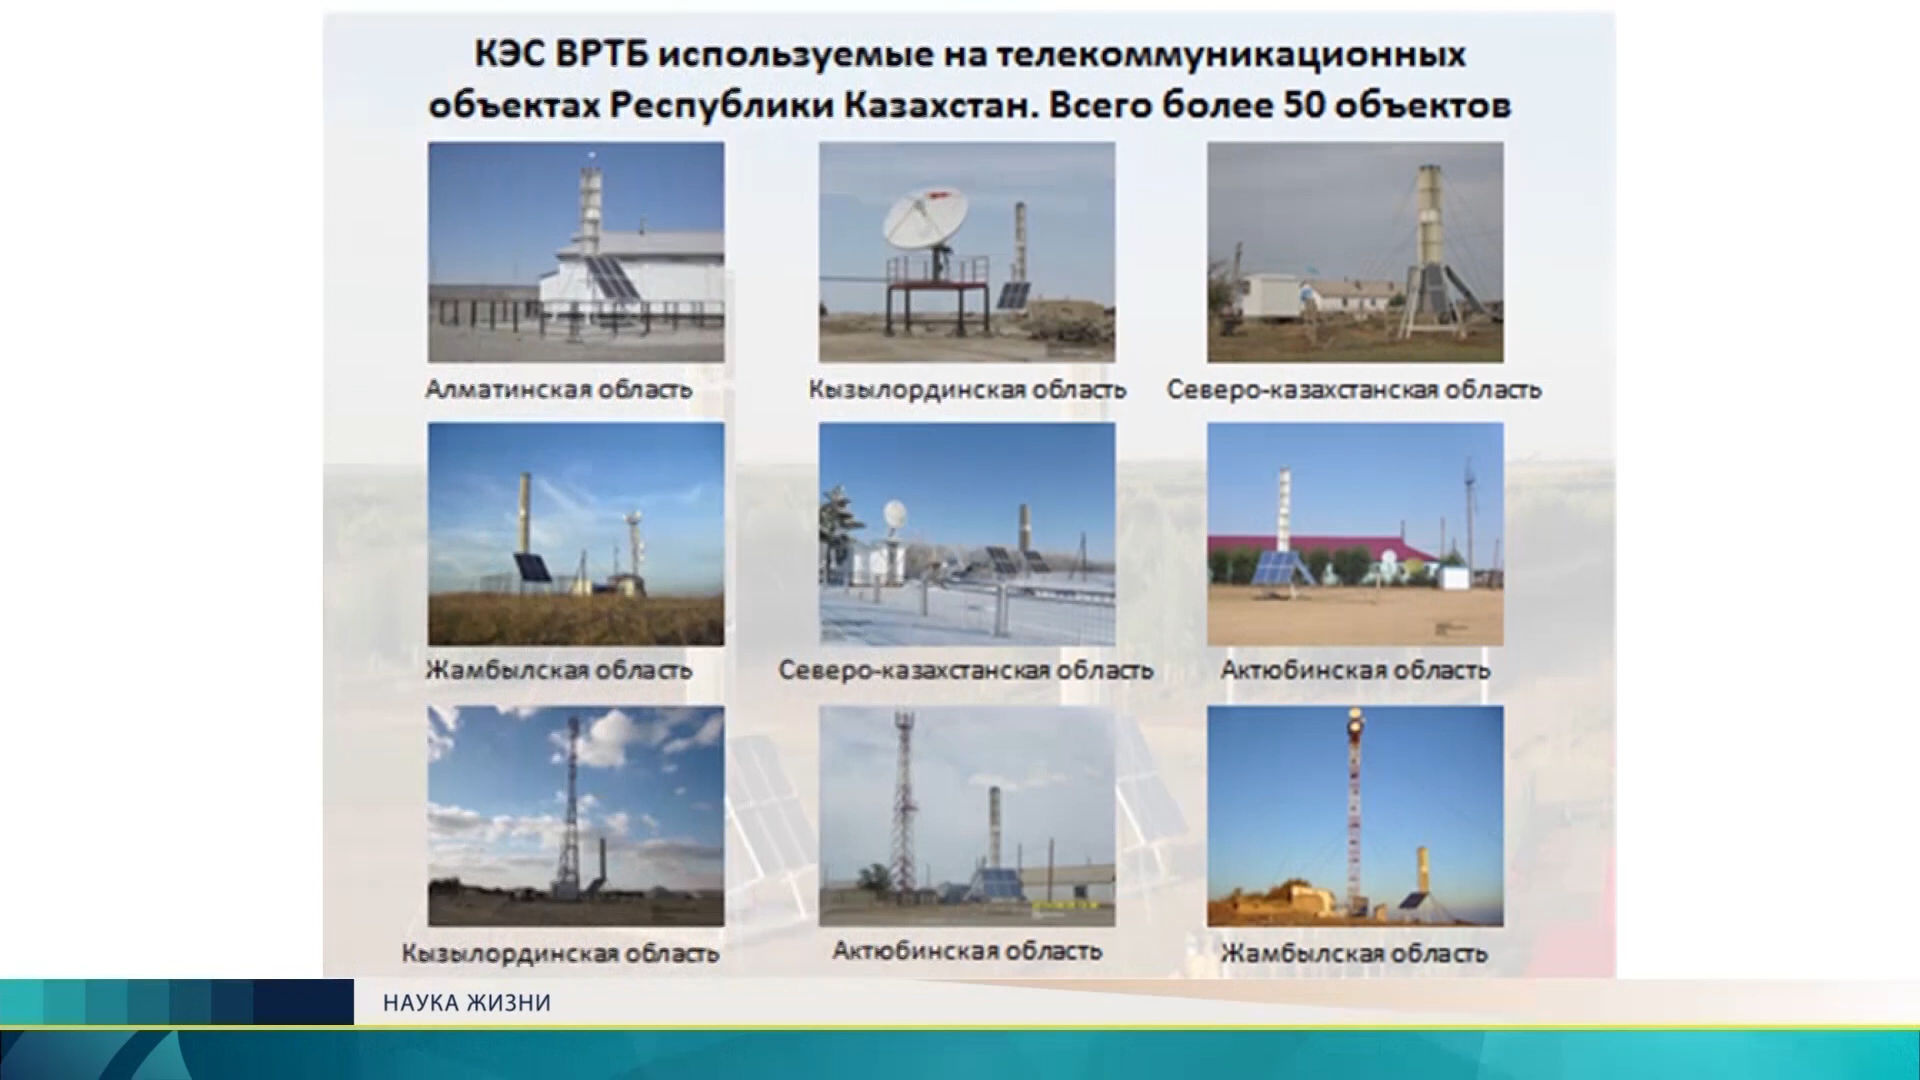 КЭС ВРТБ используемые на телекоммуникационных
объектах Республики Казахстан. Всего более 50 объектов
Алматинская область
Кызылординская область
Северо-казахстанская область
Жамбылская область
Северо-казахстанская область
Актюбинская область
Кызылординская область
Актюбинская область
Жамбылская область
НАУКА ЖИЗНИ